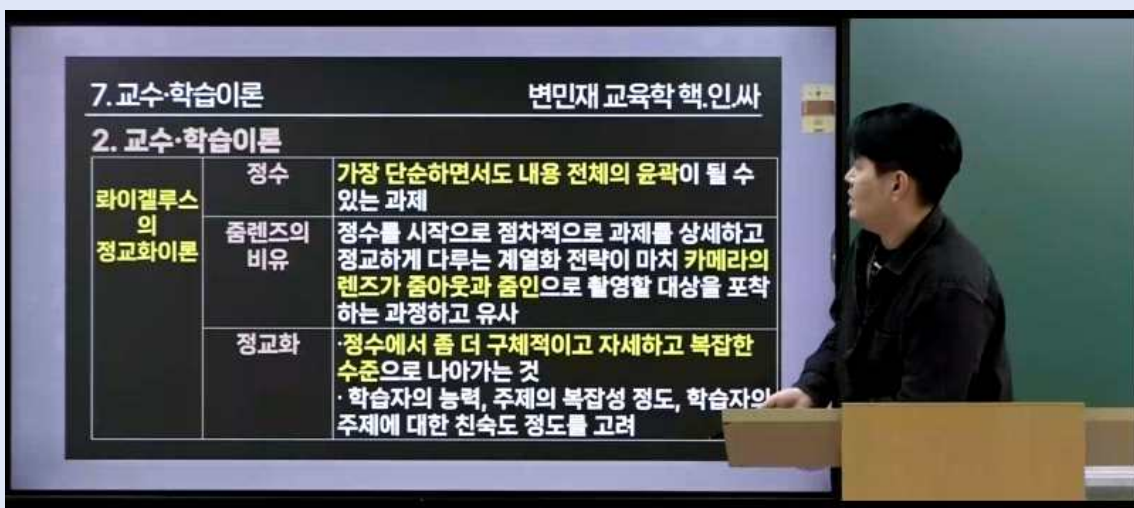 7. 교수·학습이론
변민재 교육학 핵.인.싸
2. 교수·학습이론
롸이겔루스
의
정교화이론
정수
가장 단순하면서도 내용 전체의 윤곽이 될 수
있는 과제
줌렌즈의
비유
정수를 시작으로 점차적으로 과제를 상세하고
정교하게 다루는 계열화 전략이 마치 카메라의
렌즈가 줌아웃과 줌인으로 촬영할 대상을 포착
하는 과정하고 유사
정교화
·정수에서 좀 더 구체적이고 자세하고 복잡한
수준으로 나아가는 것
· 학습자의 능력, 주제의 복잡성 정도, 학습자의
주제에 대한 친숙도 정도를 고려